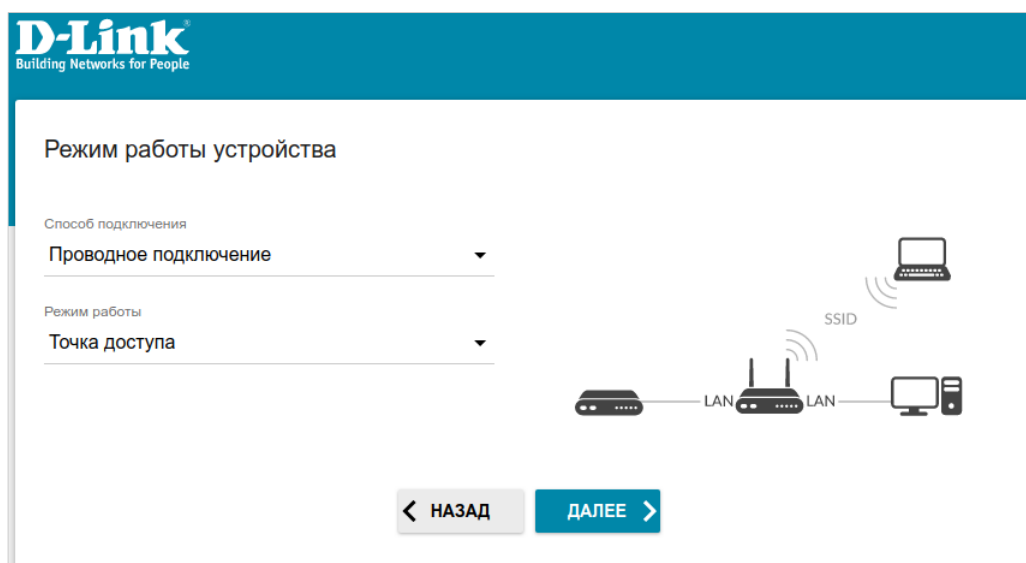 D-Link®
Building Networks for People
Режим работы устройства
Способ подключения
Проводное подключение
Режим работы
Точка доступа
SSID
LAN
LAN
НАЗАД
ДАЛЕЕ